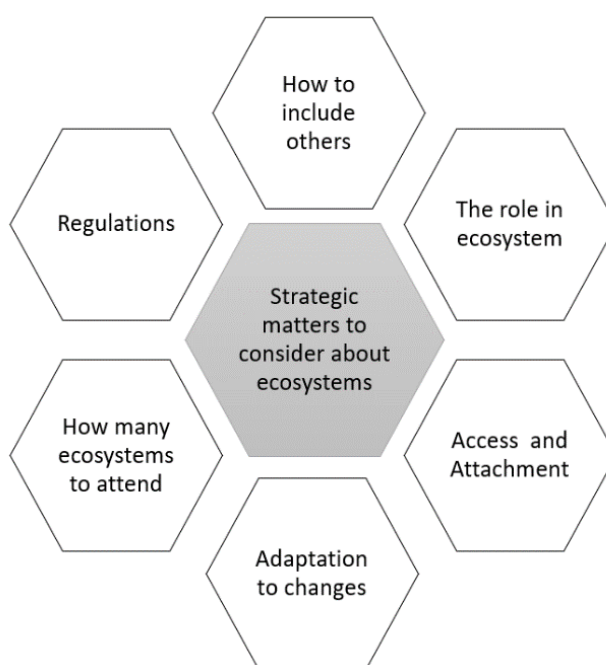 How to
include
others
Regulations
The role in
ecosystem
Strategic
matters to
consider about
ecosystems
How many
ecosystems
to attend
Access and
Attachment
Adaptation
to changes